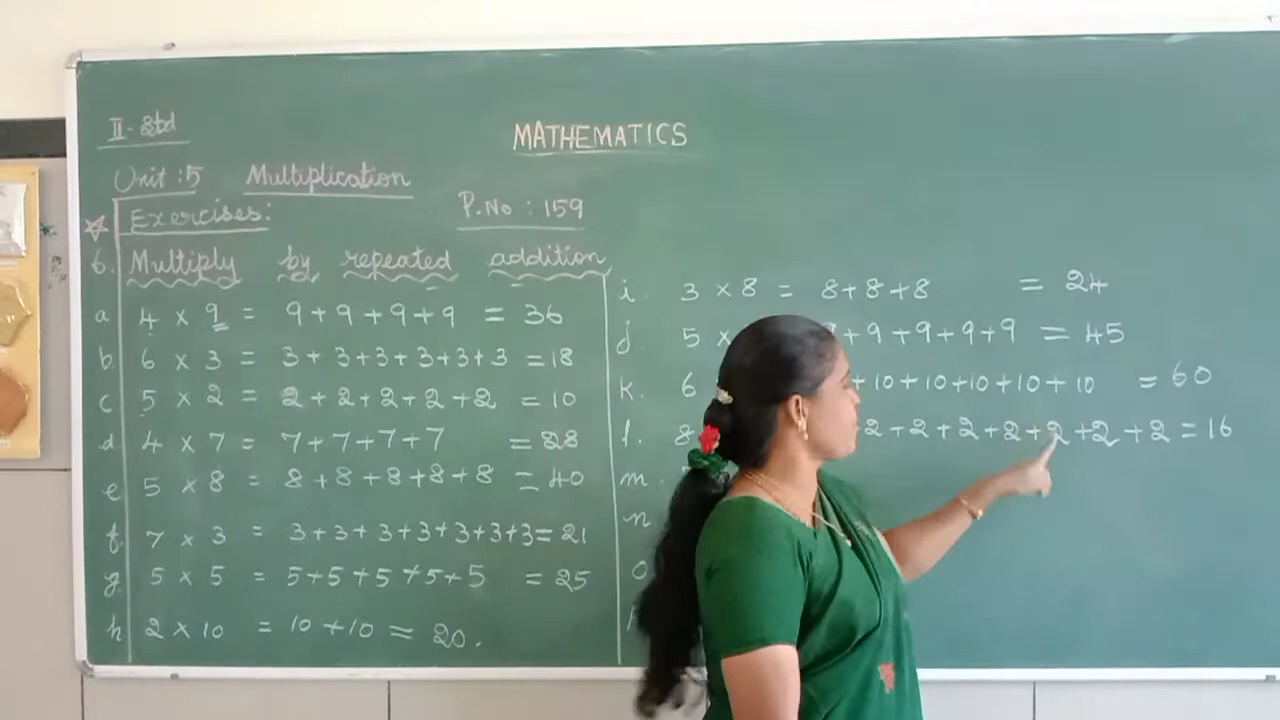 II - Std
MATHEMATICS
Unit : 5 Multiplication
Exercises: P.No : 159
6. Multiply by repeated addition
a 4 × 9 = 9+9+9+9 = 36
b. 6 × 3 = 3+3+3+3+3+3 = 18
c 5 × 2 = 2+2+2+2+2 = 10
d 4 × 7 = 7+7+7+7 = 28
e 5 × 8 = 8+8+8+8+8 = 40
f. 7 × 3 = 3+3+3+3+3+3+3 = 21
g. 5 × 5 = 5+5+5+5+5 = 25
h 2 × 10 = 10+10 = 20.
i. 3 × 8 = 8+8+8 = 24
j 5 × +9+9+9+9 = 45
k. 6 +10+10+10+10+10 = 60
l. 8 2+2+2+2+2+2+2 = 16
m.
n
o